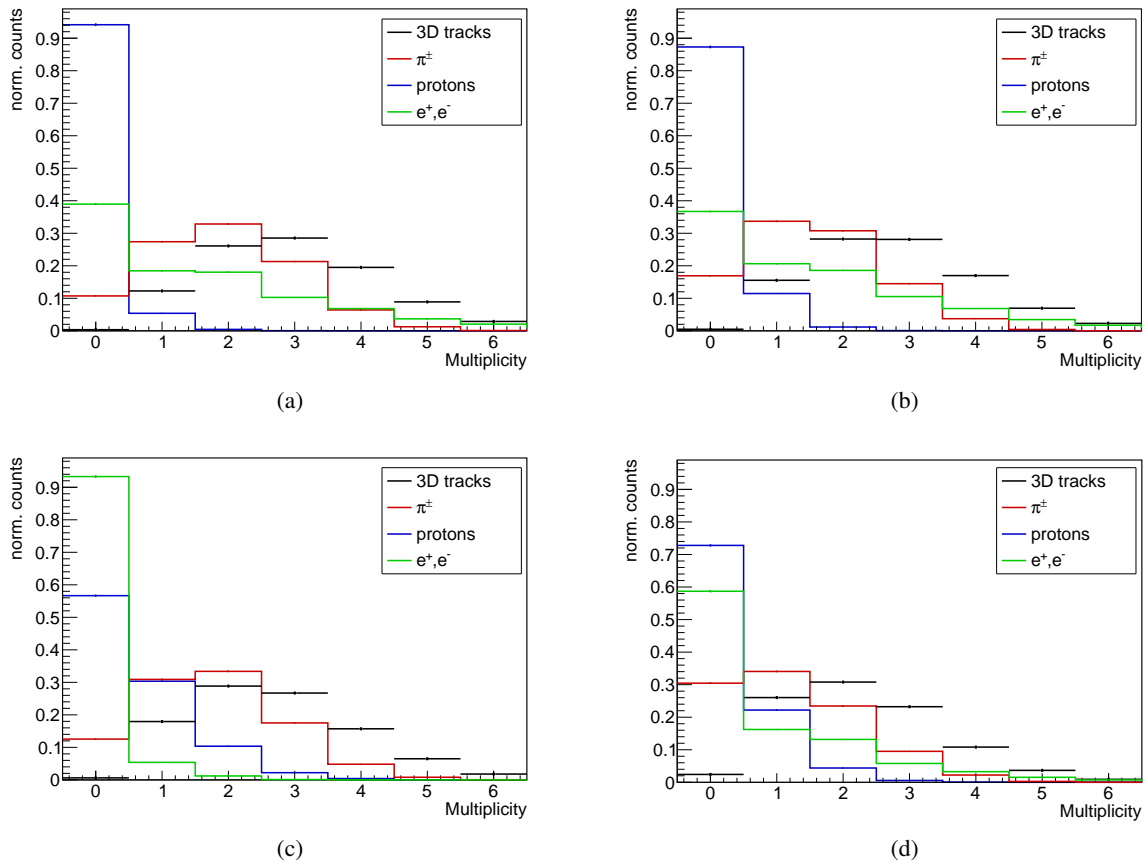 norm. counts
0.9
0.8
0.7
0.6
0.5
0.4
0.3
0.2
0.1
0
0 1 2 3 4 5 6
Multiplicity
3D tracks
π±
protons
e⁺,e⁻
(a)
norm. counts
0.9
0.8
0.7
0.6
0.5
0.4
0.3
0.2
0.1
0
0 1 2 3 4 5 6
Multiplicity
3D tracks
π±
protons
e⁺,e⁻
(b)
norm. counts
0.9
0.8
0.7
0.6
0.5
0.4
0.3
0.2
0.1
0
0 1 2 3 4 5 6
Multiplicity
3D tracks
π±
protons
e⁺,e⁻
(c)
norm. counts
0.9
0.8
0.7
0.6
0.5
0.4
0.3
0.2
0.1
0
0 1 2 3 4 5 6
Multiplicity
3D tracks
π±
protons
e⁺,e⁻
(d)